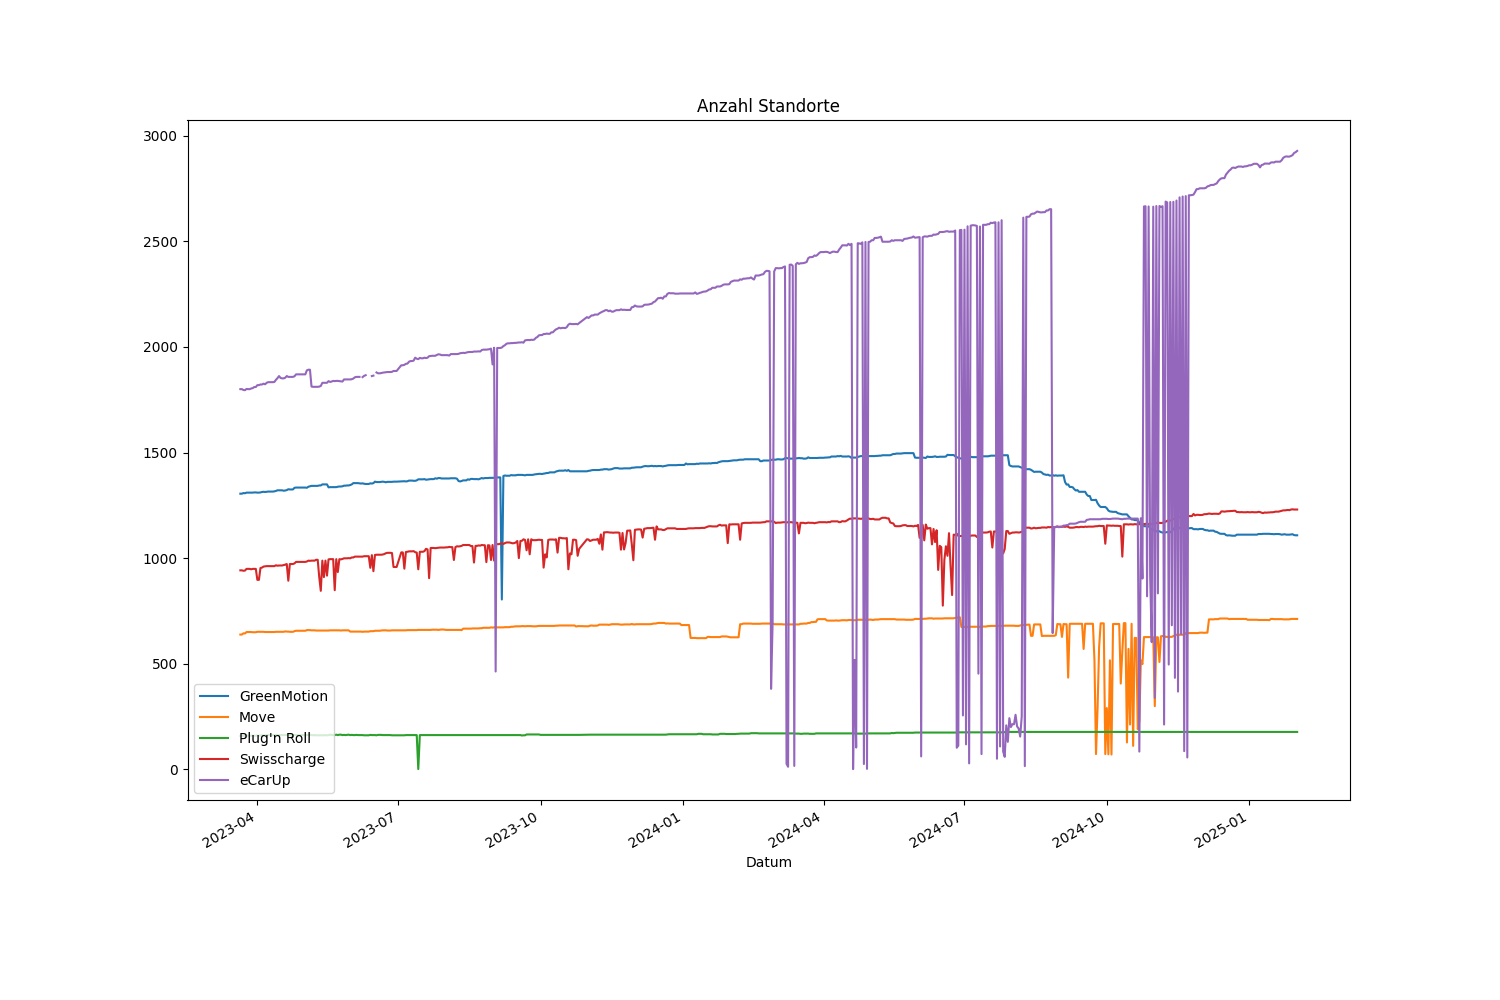 Anzahl Standorte
3000
2500
2000
1500
1000
500
0
GreenMotion
Move
Plug'n Roll
Swisscharge
eCarUp
2023-04
2023-07
2023-10
2024-01
2024-04
2024-07
2024-10
2025-01
Datum